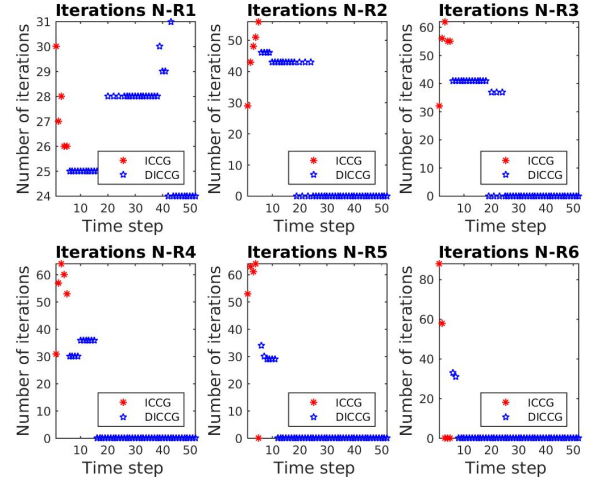 Iterations N-R1
Number of iterations
31
30
29
28
27
26
25
24
10 20 30 40 50
Time step
ICCG
DICCG
Iterations N-R2
Number of iterations
50
40
30
20
10
0
10 20 30 40 50
Time step
ICCG
DICCG
Iterations N-R3
Number of iterations
60
50
40
30
20
10
0
10 20 30 40 50
Time step
ICCG
DICCG
Iterations N-R4
Number of iterations
60
50
40
30
20
10
0
10 20 30 40 50
Time step
ICCG
DICCG
Iterations N-R5
Number of iterations
60
50
40
30
20
10
0
10 20 30 40 50
Time step
ICCG
DICCG
Iterations N-R6
Number of iterations
80
60
40
20
0
10 20 30 40 50
Time step
ICCG
DICCG